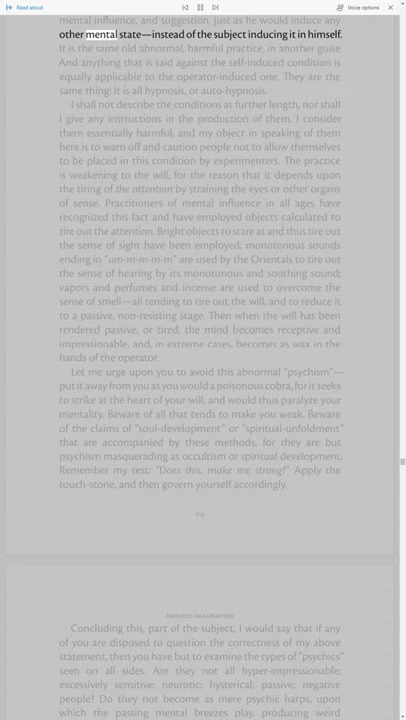 Read aloud
Voice options
mental influence, and suggestion, just as he would induce any
other mental state—instead of the subject inducing it in himself.
It is the same old abnormal, harmful practice, in another guise.
And anything that is said against the self-induced condition is
equally applicable to the operator-induced one. They are the
same thing! It is all hypnosis, or auto-hypnosis.
I shall not describe the conditions at further length, nor shall
I give any instructions in the production of them. I consider
them essentially harmful, and my object in speaking of them
here is to warn off and caution people not to allow themselves
to be placed in this condition by experimenters. The practice
is weakening to the will, for the reason that it depends upon
the tiring of the attention by straining the eyes or other organs
of sense. Practitioners of mental influence in all ages have
recognized this fact and have employed objects calculated to
tire out the attention. Bright objects to stare at and thus tire out
the sense of sight have been employed; monotonous sounds
ending in "um-m-m-m-m" are used by the Orientals to tire out
the sense of hearing by its monotonous and soothing sound;
vapors and perfumes and incense are used to overcome the
sense of smell—all tending to tire out the will, and to reduce it
to a passive, non-resisting stage. Then when the will has been
rendered passive, or tired, the mind becomes receptive and
impressionable, and, in extreme cases, becomes as wax in the
hands of the operator.
Let me urge upon you to avoid this abnormal "psychism"—
put it away from you as you would a poisonous cobra, for it seeks
to strike at the heart of your will, and would thus paralyze your
mentality. Beware of all that tends to make you weak. Beware
of the claims of "soul-development" or "spiritual-unfoldment"
that are accompanied by these methods, for they are but
psychism masquerading as occultism or spiritual development.
Remember my test: "Does this, make me strong?" Apply the
touch-stone, and then govern yourself accordingly.
INDUCED IMAGINATION
Concluding this, part of the subject, I would say that if any
of you are disposed to question the correctness of my above
statement, then you have but to examine the types of "psychics"
seen on all sides. Are they not all hyper-impressionable;
excessively sensitive; neurotic; hysterical; passive; negative
people? Do they not become as mere psychic harps, upon
which the passing mental breezes play, producing weird